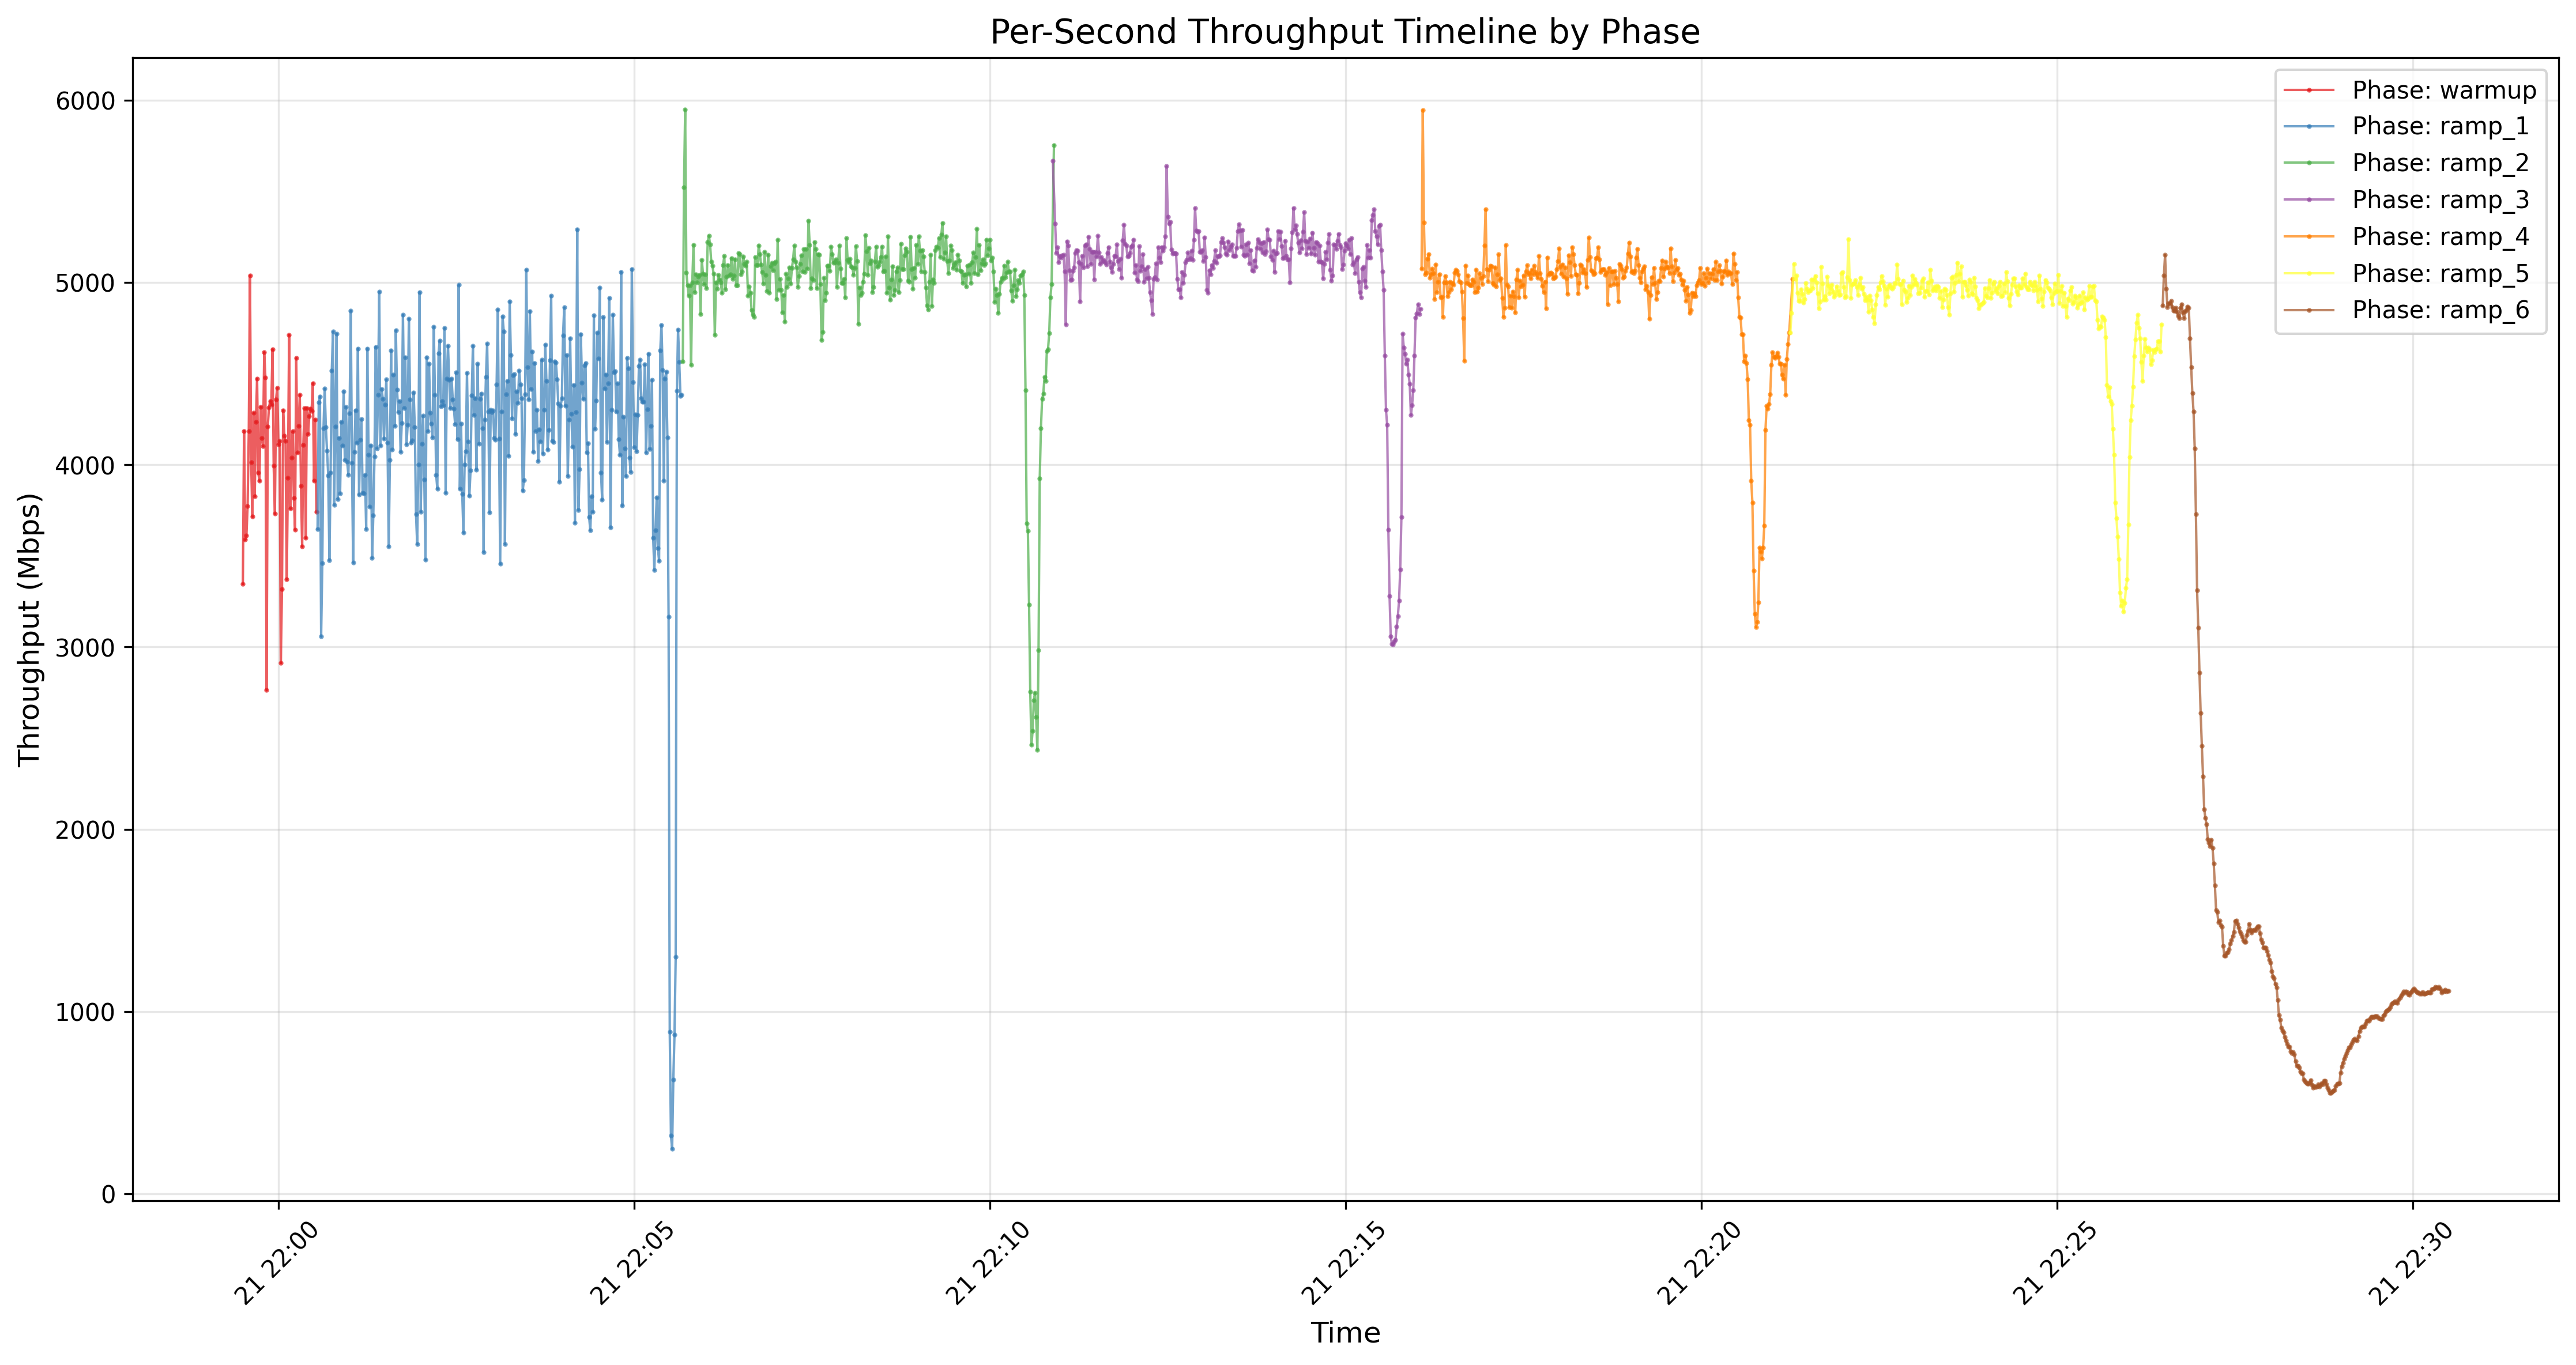 Per-Second Throughput Timeline by Phase
6000
5000
4000
3000
2000
1000
0
Throughput (Mbps)
Phase: warmup
Phase: ramp_1
Phase: ramp_2
Phase: ramp_3
Phase: ramp_4
Phase: ramp_5
Phase: ramp_6
21 22:00
21 22:05
21 22:10
21 22:15
21 22:20
21 22:25
21 22:30
Time